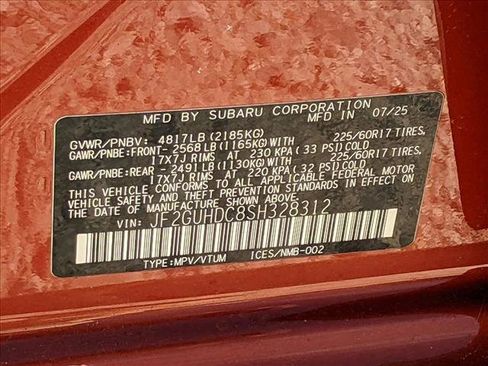 MFD BY SUBARU CORPORATION MFD IN 07/25
GVWR/PNBV: 4817LB (2185KG)
GAWR/PNBE: FRONT-2568LB (1165KG) WITH 225/60R17 TIRES,
17X7J RIMS AT 230 KPA (33 PSI) COLD
GAWR/PNBE: REAR -2491LB (1130KG) WITH 225/60R17 TIRES,
17X7J RIMS AT 220 KPA (32 PSI) COLD
THIS VEHICLE CONFORMS TO ALL APPLICABLE FEDERAL MOTOR
VEHICLE SAFETY AND THEFT PREVENTION STANDARDS IN EFFECT
ON THE DATE OF MANUFACTURE SHOWN ABOVE.
VIN: JF2GUHDC8SH328312
TYPE:MPV/VTUM ICES/NMB-002